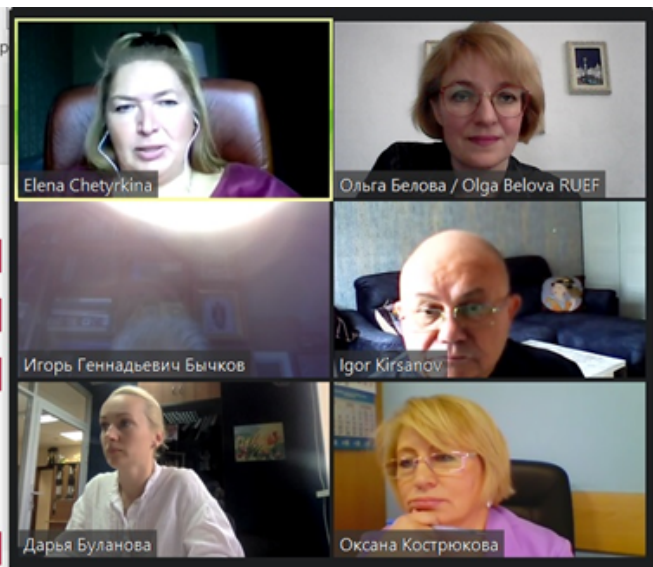 Elena Chetyrkina
Ольга Белова / Olga Belova RUEF
Игорь Геннадьевич Бычков
Igor Kirsanov
Дарья Буланова
Оксана Кострюкова